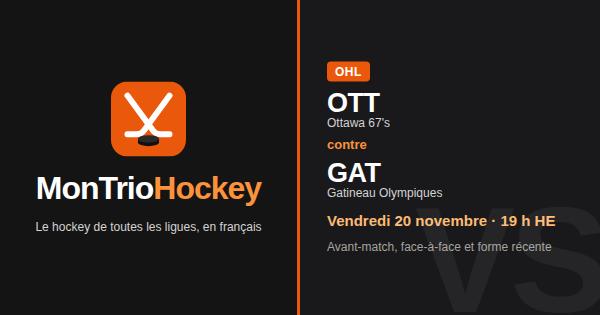 MonTrioHockey
Le hockey de toutes les ligues, en français
OHL
OTT
Ottawa 67's
contre
GAT
Gatineau Olympiques
Vendredi 20 novembre · 19 h HE
Avant-match, face-à-face et forme récente
VS